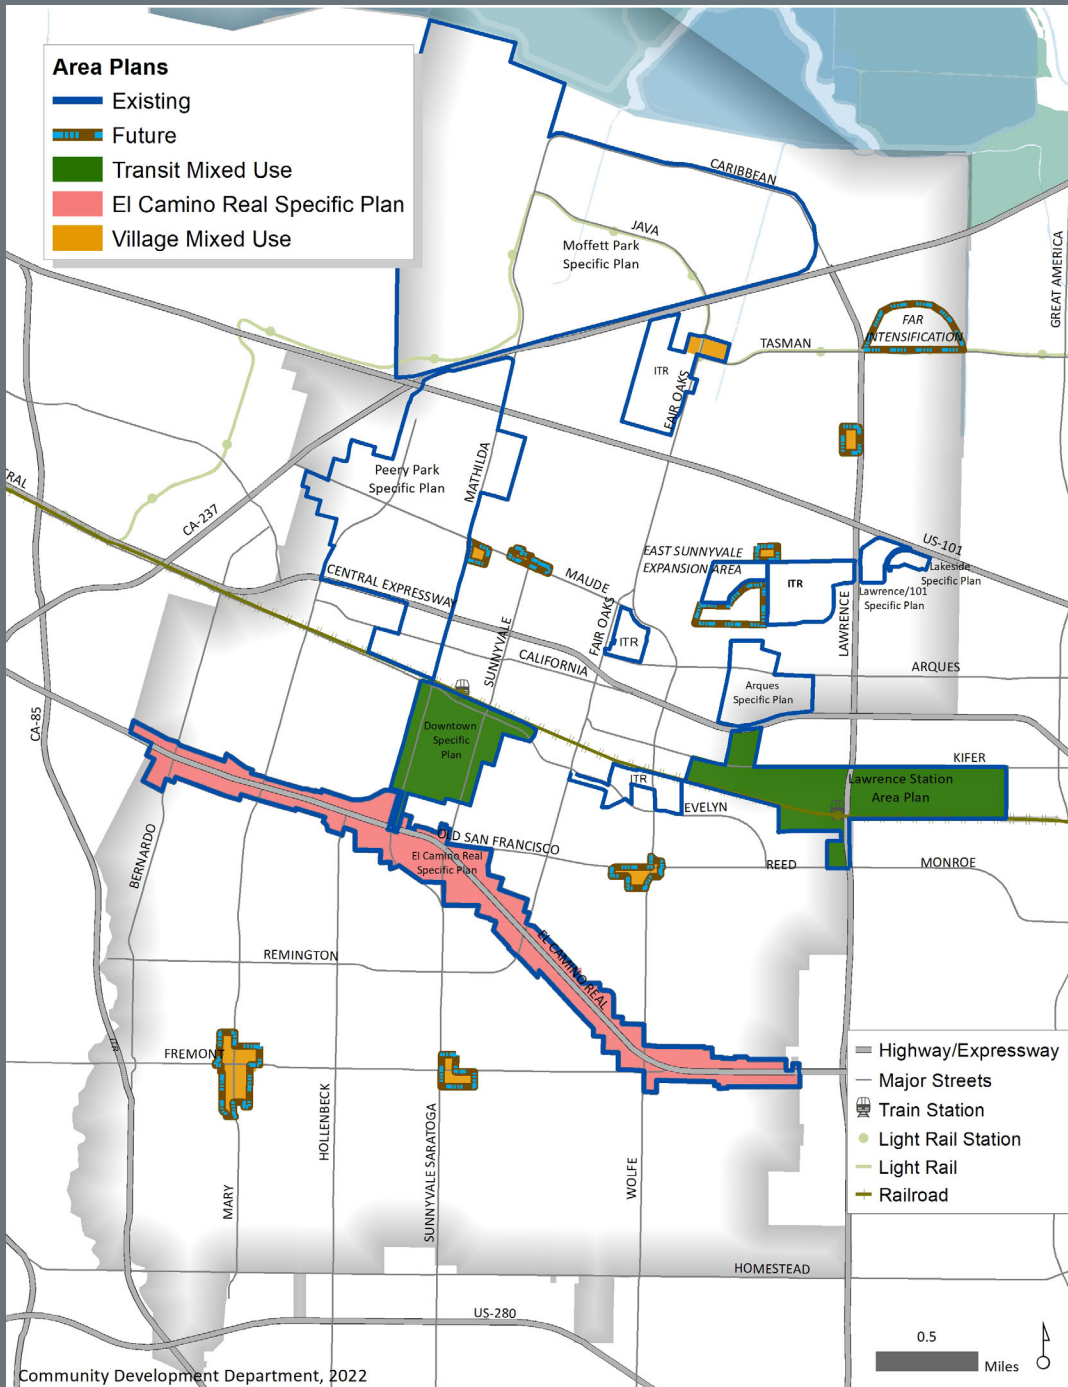 Area Plans
Existing
Future
Transit Mixed Use
El Camino Real Specific Plan
Village Mixed Use
CARIBBEAN
JAVA
Moffett Park
Specific Plan
GREAT AMERICA
FAR
INTENSIFICATION
TASMAN
ITR
FAIR OAKS
MATHILDA
Peery Park
Specific Plan
CA-237
US-101
EAST SUNNYVALE
EXPANSION AREA
ITR
Lakeside
Specific Plan
Lawrence/101
Specific Plan
CENTRAL EXPRESSWAY
MAUDE
FAIR OAKS
ITR
LAWRENCE
SUNNYVALE
CALIFORNIA
ARQUES
Arques
Specific Plan
CA-85
Downtown
Specific
Plan
KIFER
ITR
Lawrence Station
Area Plan
EVELYN
BERNARDO
OLD SAN FRANCISCO
El Camino Real
Specific Plan
REED
MONROE
EL CAMINO REAL
REMINGTON
ITR
FREMONT
HOLLENBECK
SUNNYVALE SARATOGA
WOLFE
MARY
Highway/Expressway
Major Streets
Train Station
Light Rail Station
Light Rail
Railroad
HOMESTEAD
US-280
0.5
Miles
Community Development Department, 2022